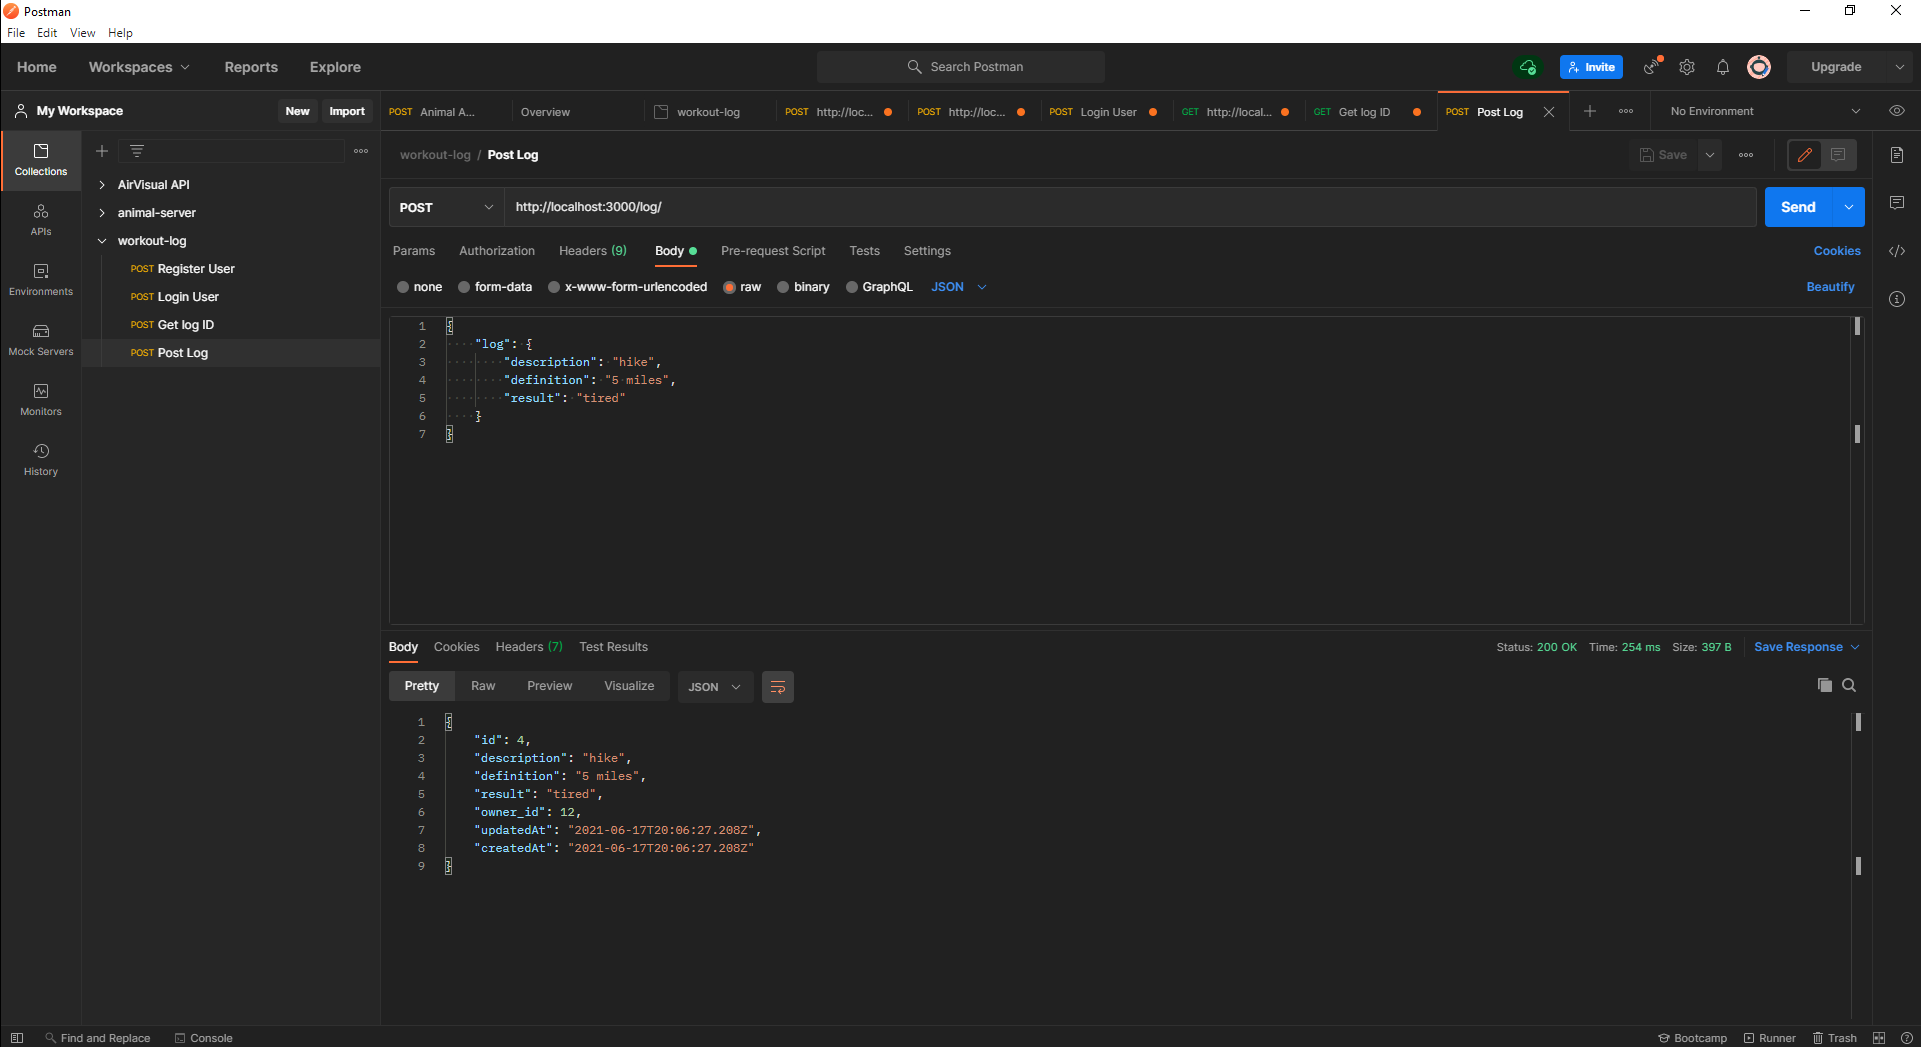 Postman
File Edit View Help
Home Workspaces Reports Explore Search Postman Invite Upgrade
My Workspace New Import
POST Animal A... Overview workout-log POST http://loc... POST http://loc... POST Login User GET http://local... GET Get log ID POST Post Log No Environment
workout-log / Post Log Save
Collections
APIs
Environments
Mock Servers
Monitors
History
AirVisual API
animal-server
workout-log
POST Register User
POST Login User
POST Get log ID
POST Post Log
POST http://localhost:3000/log/ Send
Params Authorization Headers (9) Body Pre-request Script Tests Settings Cookies
none form-data x-www-form-urlencoded raw binary GraphQL JSON Beautify
1 {
2 "log": {
3 "description": "hike",
4 "definition": "5 miles",
5 "result": "tired"
6 }
7 }
Body Cookies Headers (7) Test Results Status: 200 OK Time: 254 ms Size: 397 B Save Response
Pretty Raw Preview Visualize JSON
1 {
2 "id": 4,
3 "description": "hike",
4 "definition": "5 miles",
5 "result": "tired",
6 "owner_id": 12,
7 "updatedAt": "2021-06-17T20:06:27.208Z",
8 "createdAt": "2021-06-17T20:06:27.208Z"
9 }
Find and Replace Console Bootcamp Runner Trash